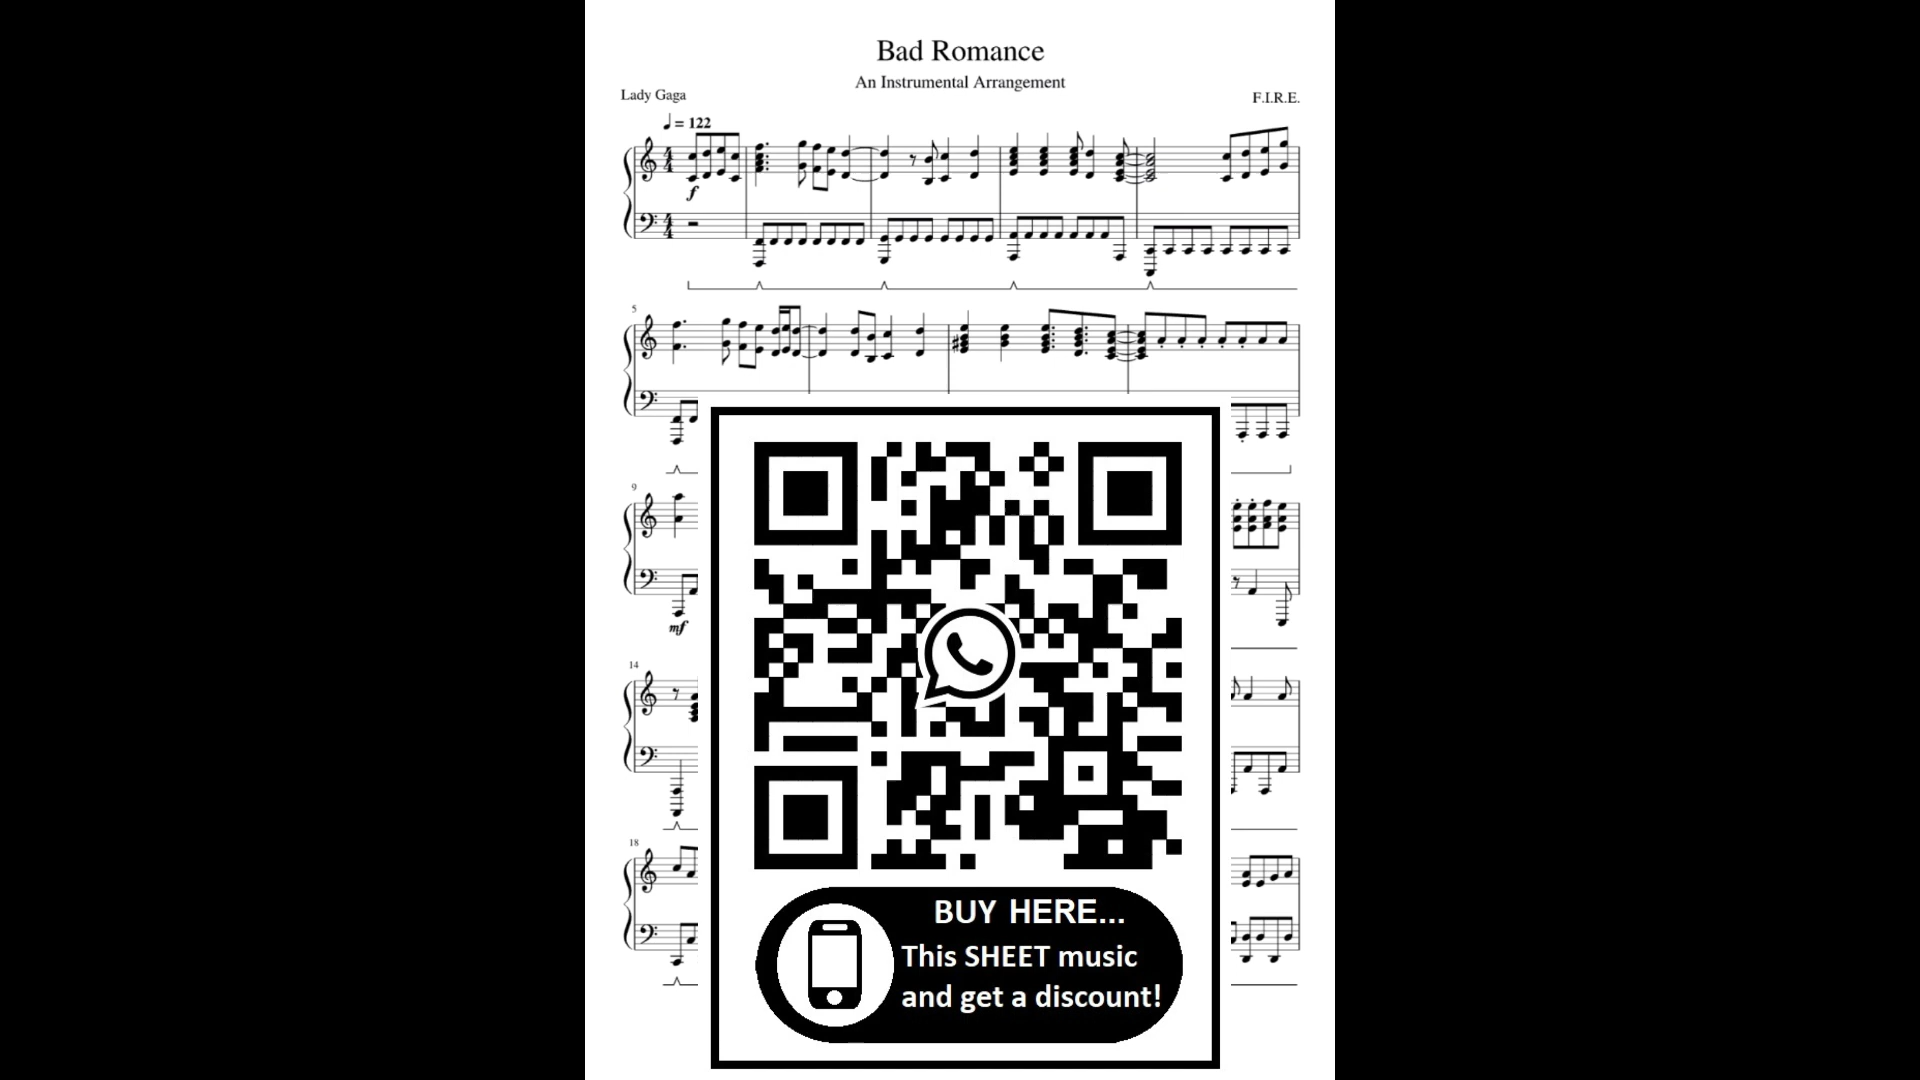 Bad Romance
An Instrumental Arrangement
Lady Gaga
F.I.R.E.
= 122
f
5
9
mf
14
18
BUY HERE...
This SHEET music
and get a discount!